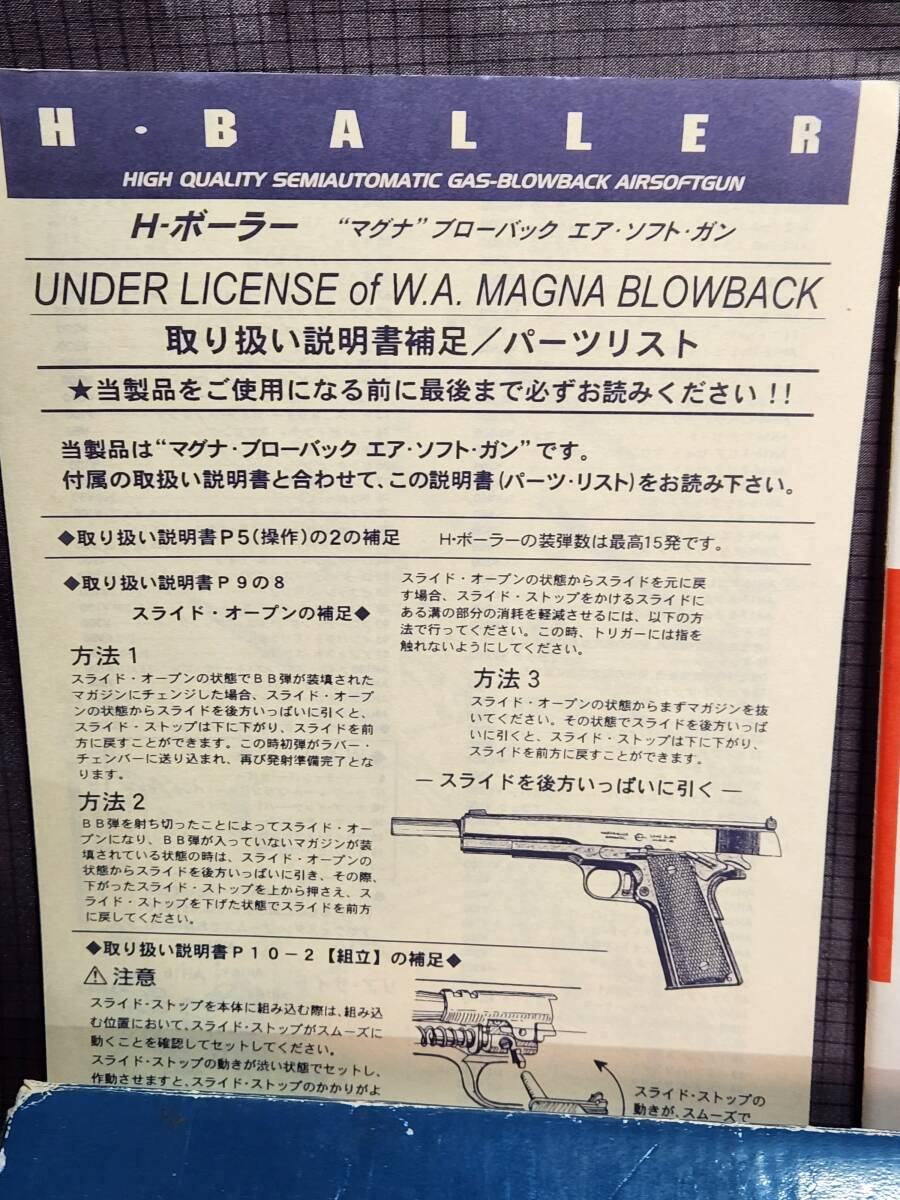 H・BALLER
HIGH QUALITY SEMIAUTOMATIC GAS-BLOWBACK AIRSOFTGUN
H-ボーラー “マグナ”ブローバック エア・ソフト・ガン
UNDER LICENSE of W.A. MAGNA BLOWBACK
取り扱い説明書補足／パーツリスト
★当製品をご使用になる前に最後まで必ずお読みください!!
当製品は“マグナ・ブローバック エア・ソフト・ガン”です。
付属の取扱い説明書と合わせて、この説明書(パーツ・リスト)をお読み下さい。
◆取り扱い説明書P5(操作)の2の補足 H・ボーラーの装弾数は最高15発です。
◆取り扱い説明書P9の8
スライド・オープンの補足◆
方法1
スライド・オープンの状態でBB弾が装填された
マガジンにチェンジした場合、スライド・オープ
ンの状態からスライドを後方いっぱいに引くと、
スライド・ストップは下に下がり、スライドを前
方に戻すことができます。この時初弾がラバー・
チェンバーに送り込まれ、再び発射準備完了とな
ります。
方法2
BB弾を射ち切ったことによってスライド・オー
プンになり、BB弾が入っていないマガジンが装
填されている状態の時は、スライド・オープンの
状態からスライドを後方いっぱいに引き、その際、
下がったスライド・ストップを上から押さえ、ス
ライド・ストップを下げた状態でスライドを前方
に戻してください。
スライド・オープンの状態からスライドを元に戻
す場合、スライド・ストップをかけるスライドに
ある溝の部分の消耗を軽減させるには、以下の方
法で行ってください。この時、トリガーには指を
触れないようにしてください。
方法3
スライド・オープンの状態からまずマガジンを抜
いてください。その状態でスライドを後方いっぱ
いに引くと、スライド・ストップは下に下がり、
スライドを前方に戻すことができます。
― スライドを後方いっぱいに引く ―
◆取り扱い説明書P10−2【組立】の補足◆
⚠注意
スライド・ストップを本体に組み込む際は、組み込
む位置において、スライド・ストップがスムーズに
動くことを確認してセットしてください。
スライド・ストップの動きが渋い状態でセットし、
作動させますと、スライド・ストップのかかりがよ
スライド・ストップの
動きが、スムーズで